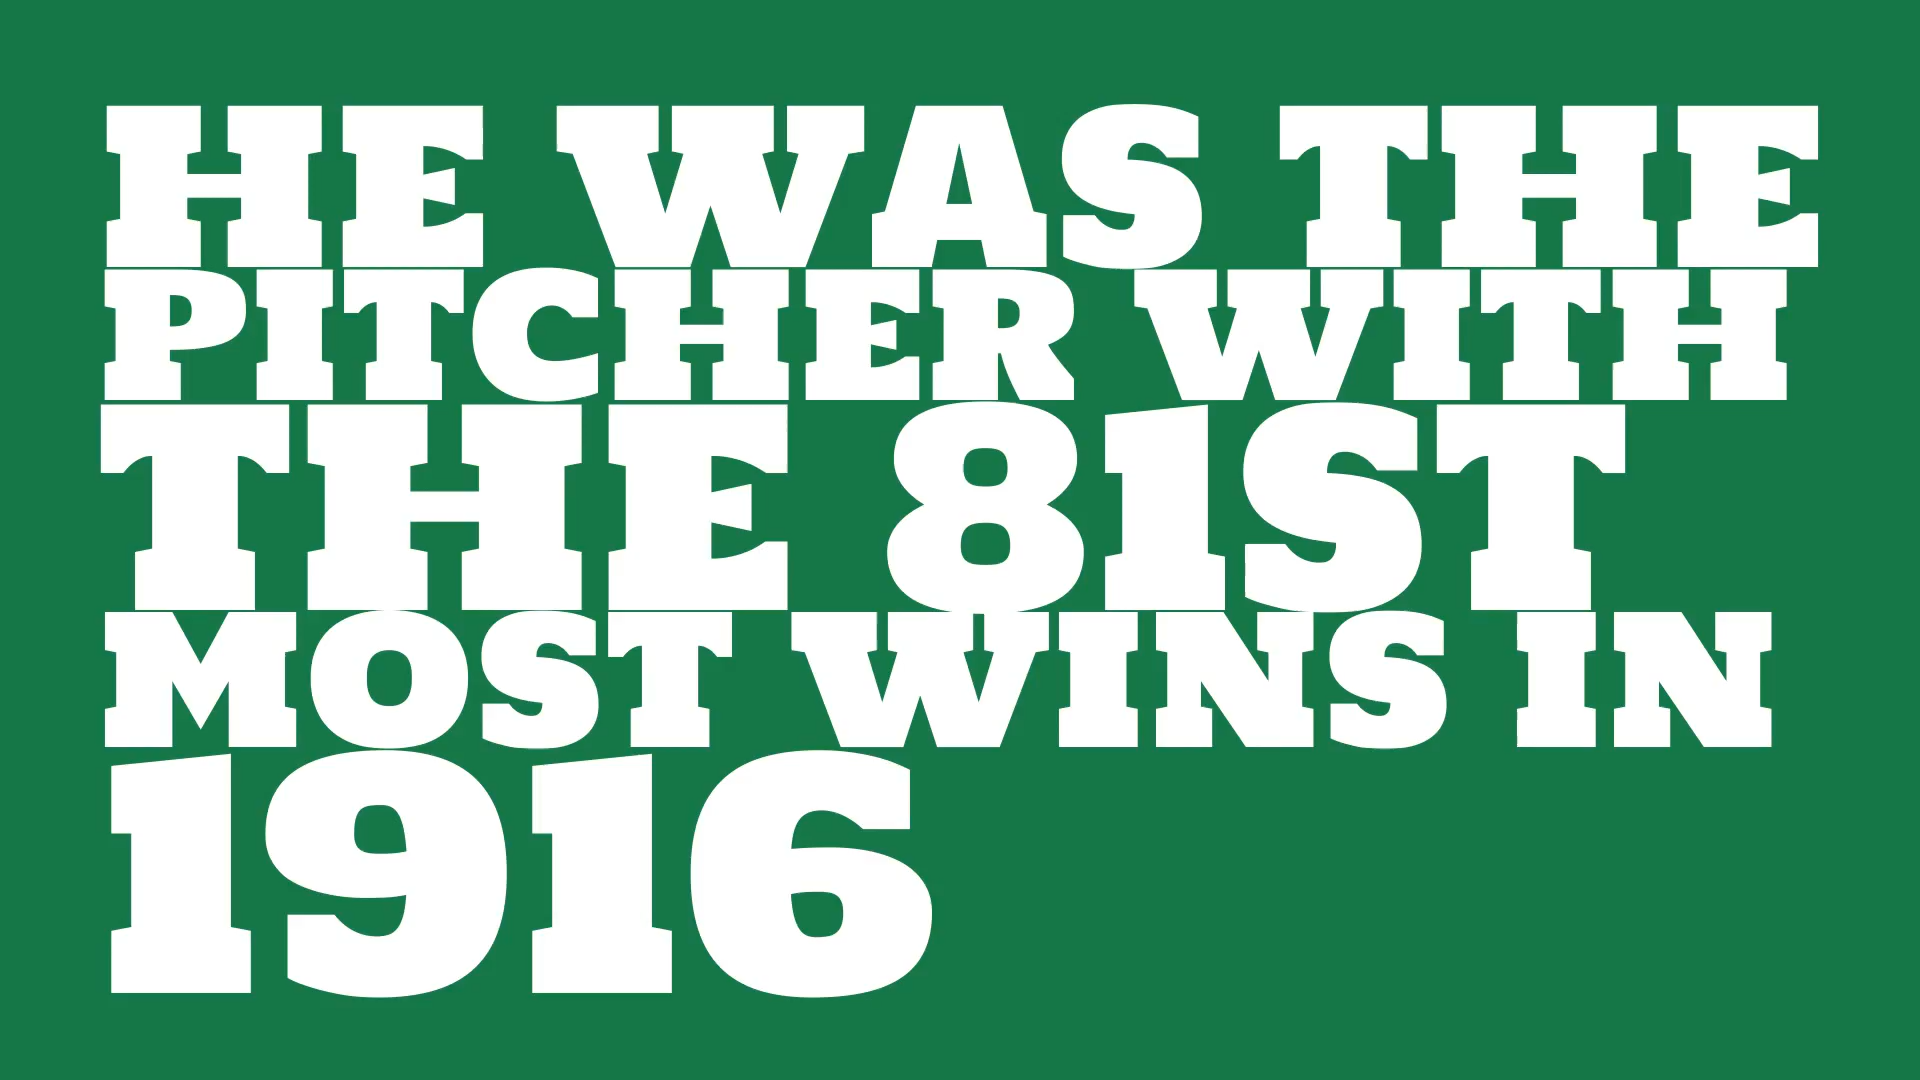 HE WAS THE
PITCHER WITH
THE 81ST
MOST WINS IN
1916